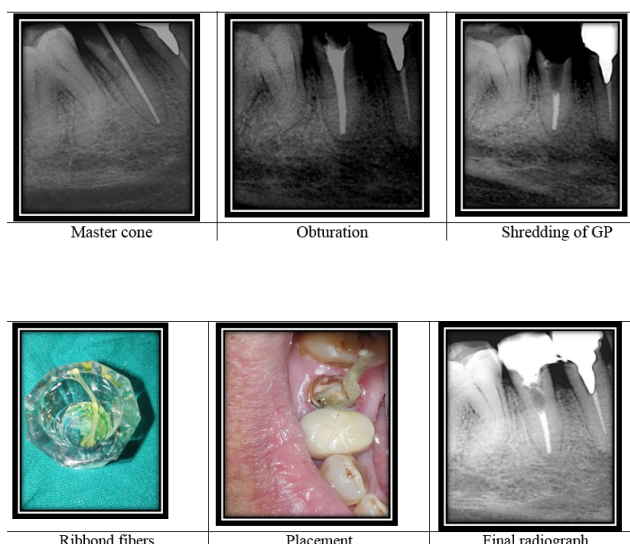 Master cone
Obturation
Shredding of GP
Ribbond fibers
Placement
Final radiograph